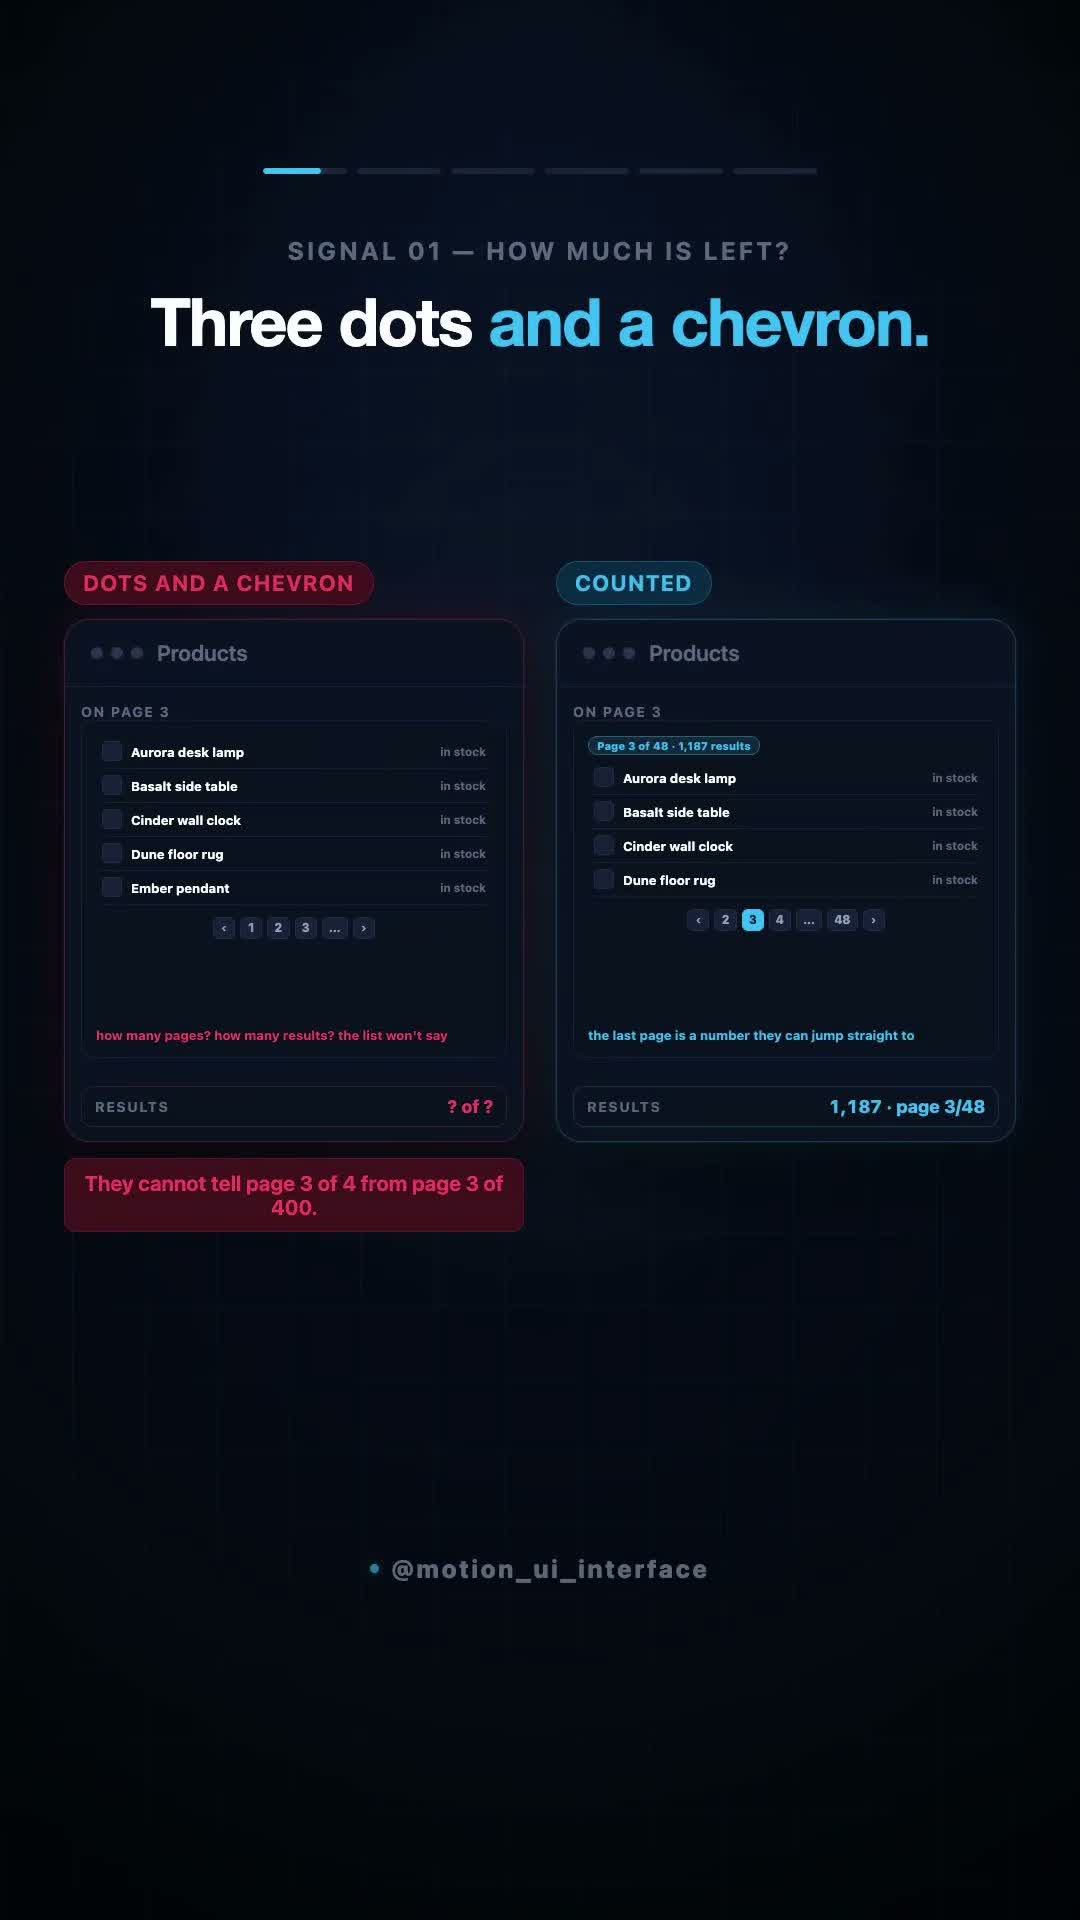 SIGNAL 01 — HOW MUCH IS LEFT?
Three dots and a chevron.
DOTS AND A CHEVRON
Products
ON PAGE 3
Aurora desk lamp in stock
Basalt side table in stock
Cinder wall clock in stock
Dune floor rug in stock
Ember pendant in stock
‹ 1 2 3 ... ›
how many pages? how many results? the list won't say
RESULTS ? of ?
They cannot tell page 3 of 4 from page 3 of
400.
COUNTED
Products
ON PAGE 3
Page 3 of 48 · 1,187 results
Aurora desk lamp in stock
Basalt side table in stock
Cinder wall clock in stock
Dune floor rug in stock
‹ 2 3 4 ... 48 ›
the last page is a number they can jump straight to
RESULTS 1,187 · page 3/48
@motion_ui_interface